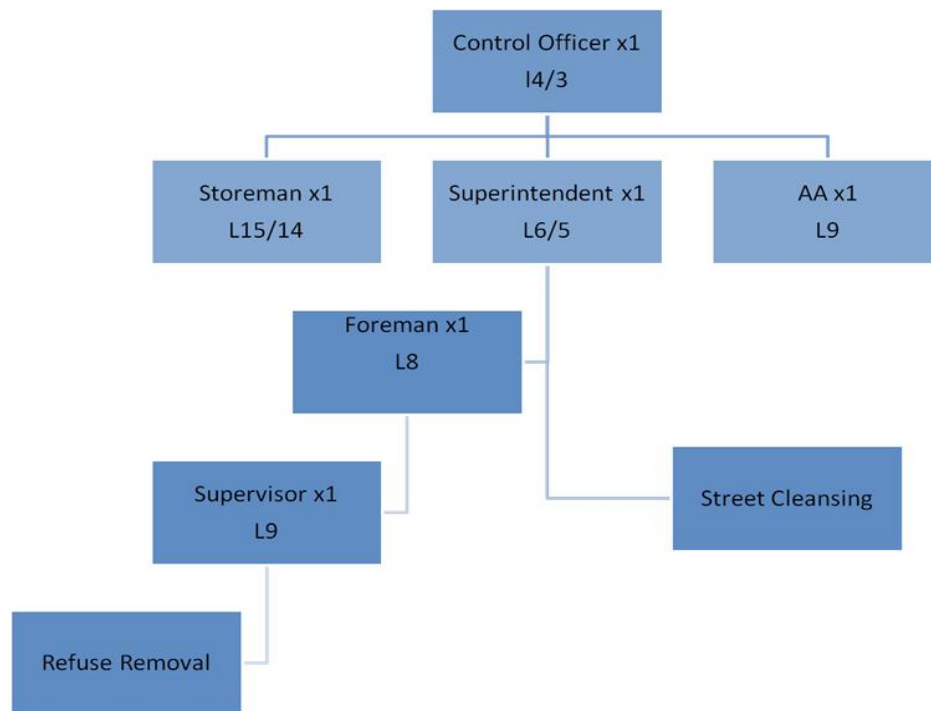 Control Officer x1
l4/3
Storeman x1
L15/14
Superintendent x1
L6/5
AA x1
L9
Foreman x1
L8
Supervisor x1
L9
Street Cleansing
Refuse Removal